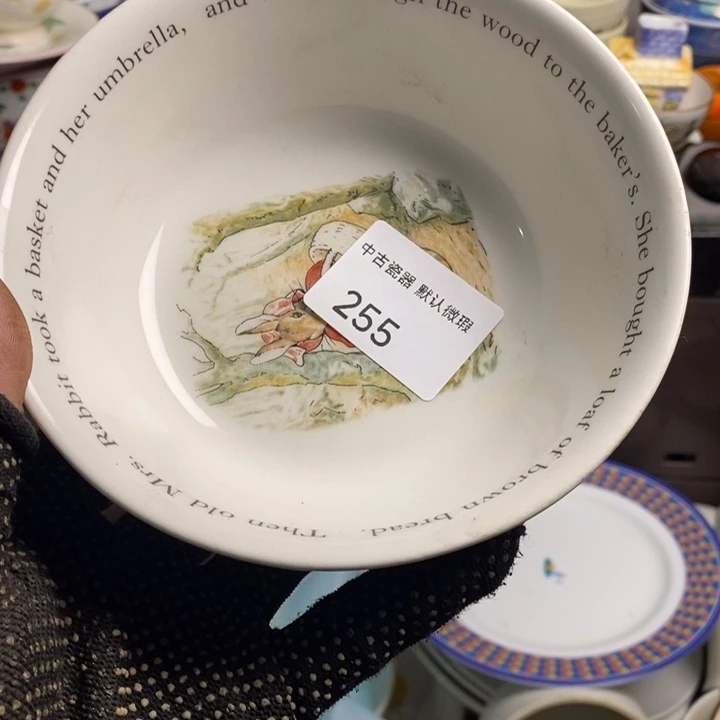 Then old Mrs. Rabbit took a basket and her umbrella, and the wood to the baker's. She bought a loaf of brown bread.
中古瓷器 默认微瑕
255